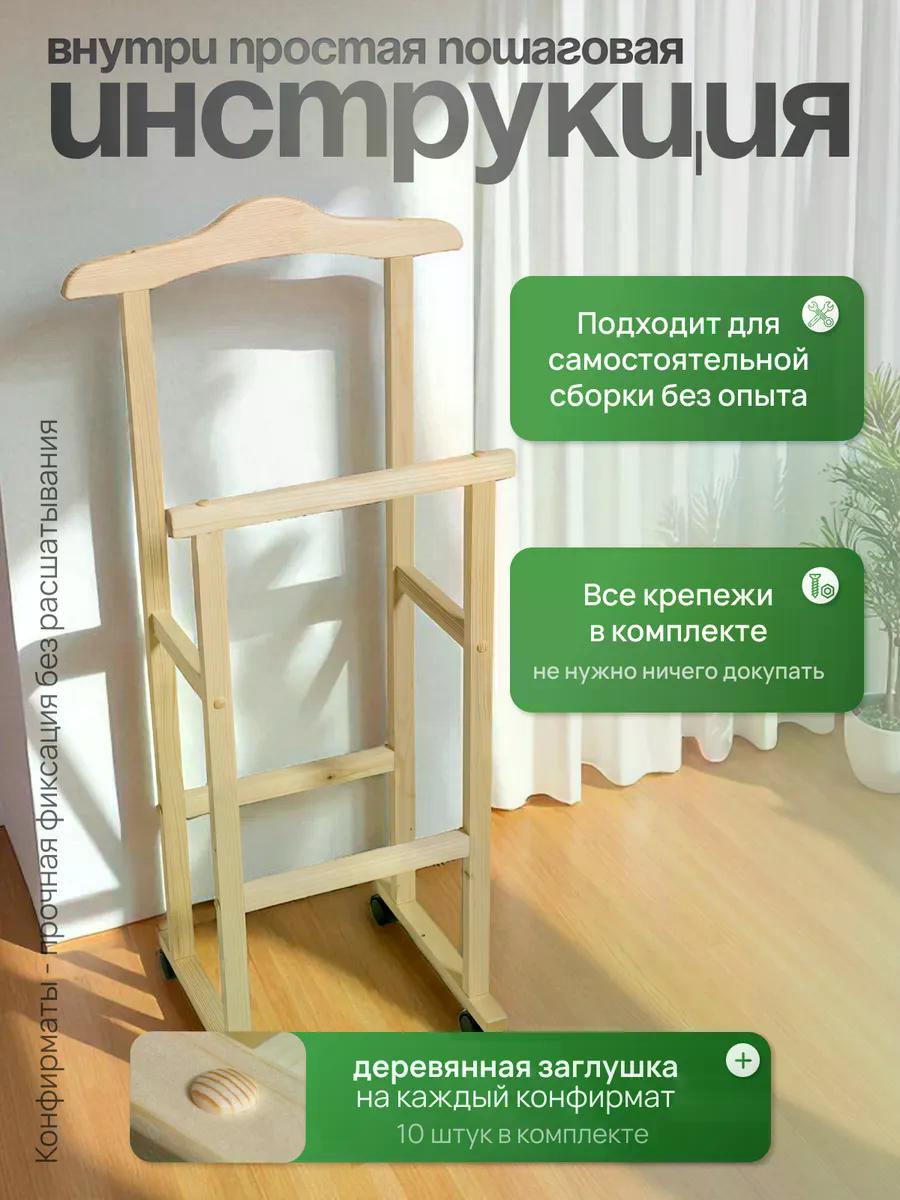 внутри простая пошаговая
инструкция
Подходит для
самостоятельной
сборки без опыта
Все крепежи
в комплекте
не нужно ничего докупать
Конфирматы - прочная фиксация без расшатывания
деревянная заглушка
на каждый конфирмат
10 штук в комплекте